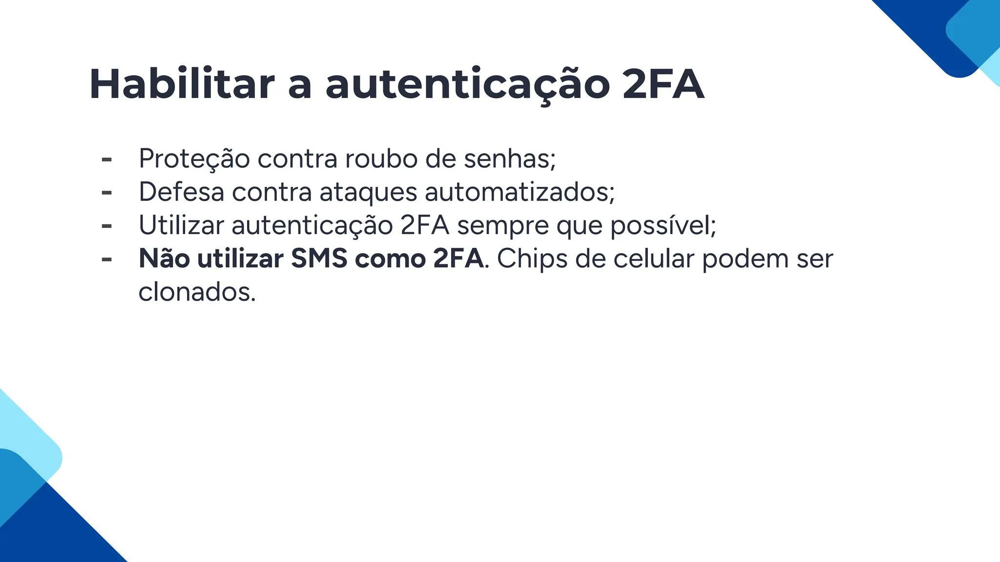 Habilitar a autenticação 2FA
- Proteção contra roubo de senhas;
- Defesa contra ataques automatizados;
- Utilizar autenticação 2FA sempre que possível;
- Não utilizar SMS como 2FA. Chips de celular podem ser
clonados.